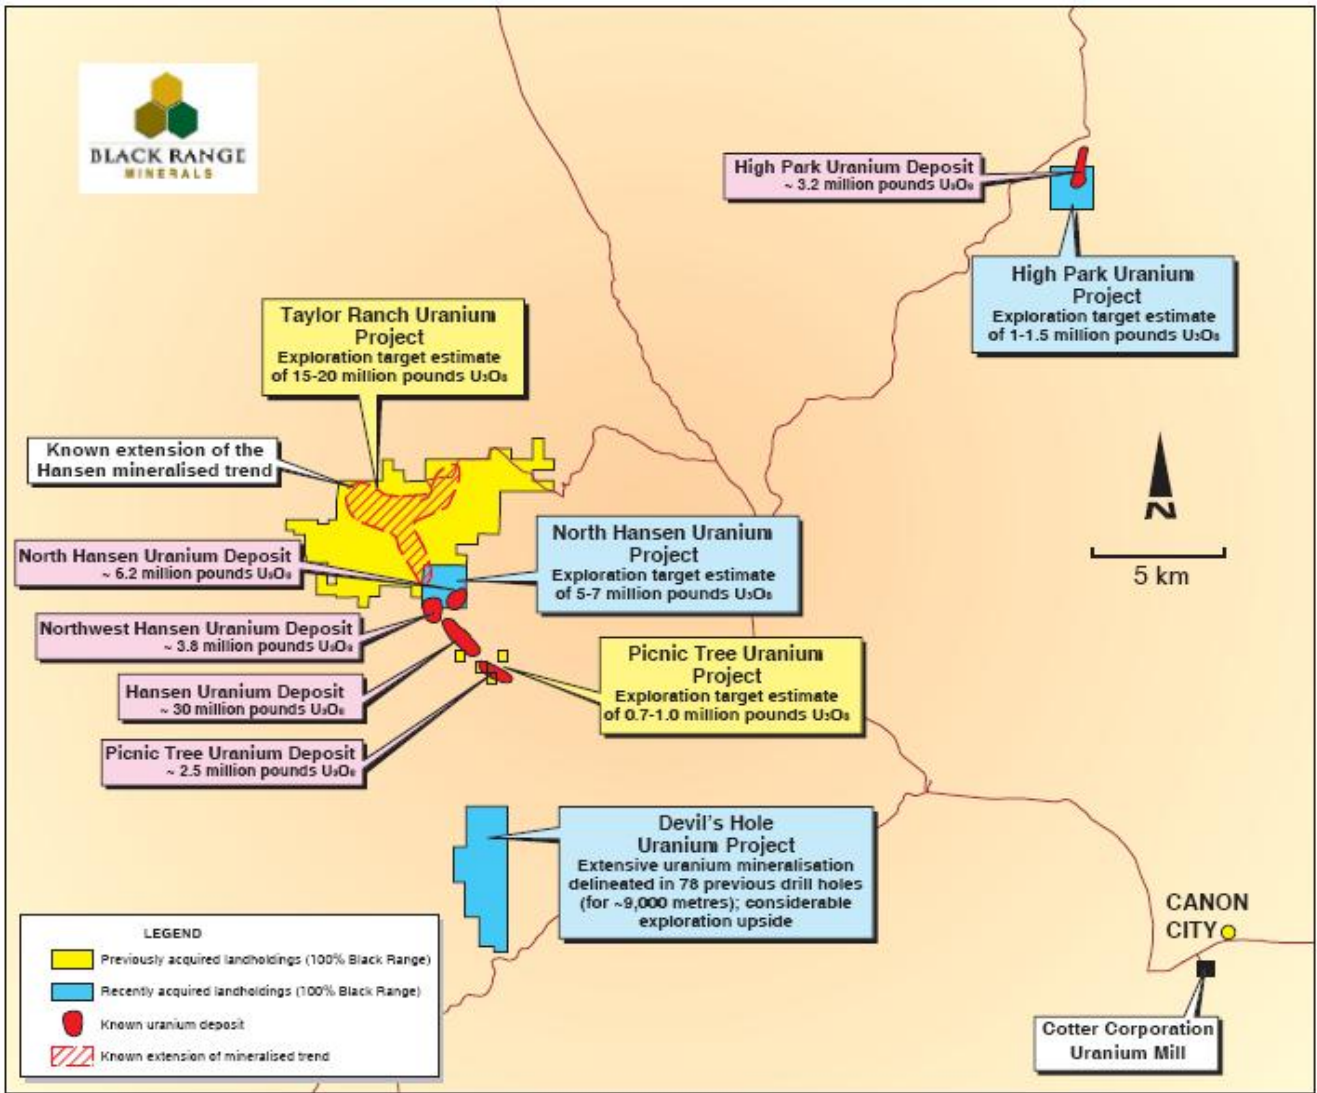 BLACK RANGE
MINERALS
High Park Uranium Deposit
~ 3.2 million pounds U₃O₈
High Park Uranium
Project
Exploration target estimate
of 1-1.5 million pounds U₃O₈
Taylor Ranch Uranium
Project
Exploration target estimate
of 15-20 million pounds U₃O₈
Known extension of the
Hansen mineralised trend
N
5 km
North Hansen Uranium
Project
Exploration target estimate
of 5-7 million pounds U₃O₈
North Hansen Uranium Deposit
~ 6.2 million pounds U₃O₈
Northwest Hansen Uranium Deposit
~ 3.8 million pounds U₃O₈
Picnic Tree Uranium
Project
Exploration target estimate
of 0.7-1.0 million pounds U₃O₈
Hansen Uranium Deposit
~ 30 million pounds U₃O₈
Picnic Tree Uranium Deposit
~ 2.5 million pounds U₃O₈
Devil's Hole
Uranium Project
Extensive uranium mineralisation
delineated in 78 previous drill holes
(for ~9,000 metres); considerable
exploration upside
CANON
CITY
Cotter Corporation
Uranium Mill
LEGEND
Previously acquired landholdings (100% Black Range)
Recently acquired landholdings (100% Black Range)
Known uranium deposit
Known extension of mineralised trend